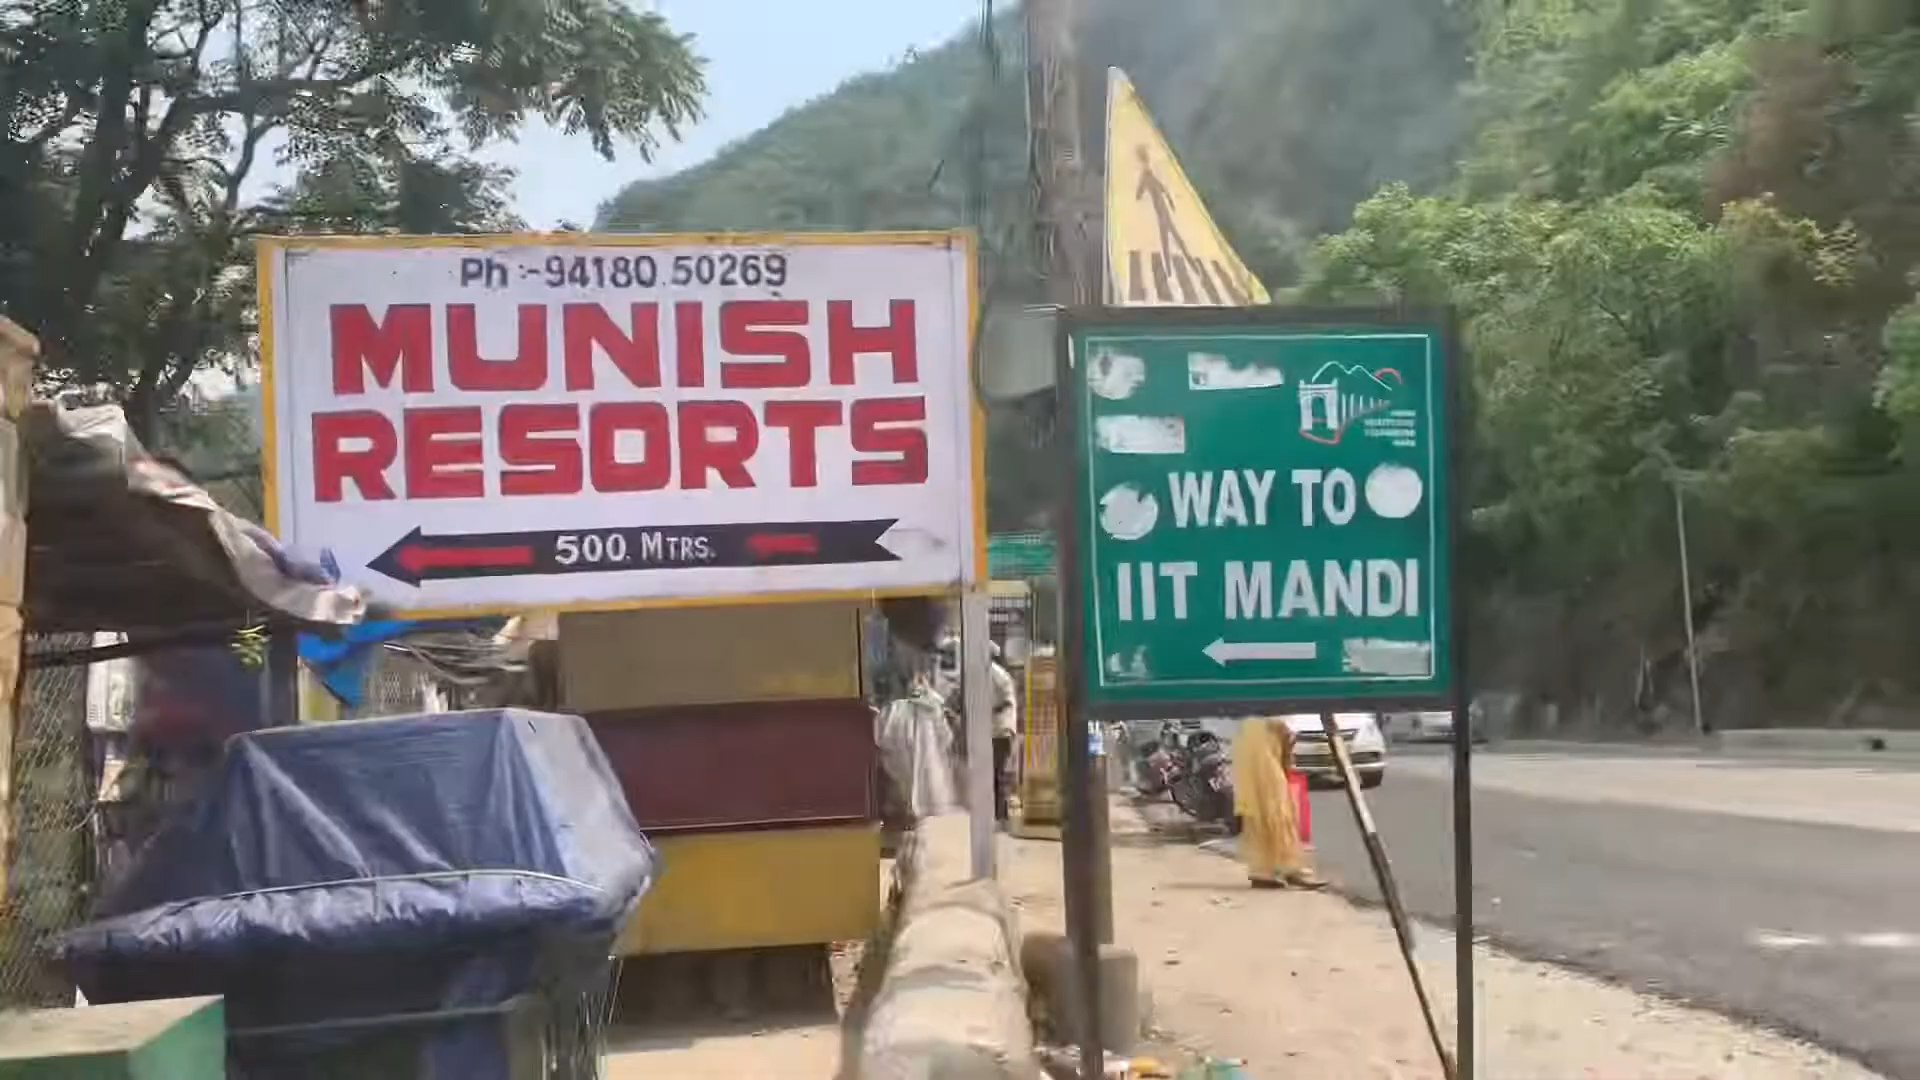 Ph :-94180.50269
MUNISH
RESORTS
500. MTRS.
WAY TO
IIT MANDI